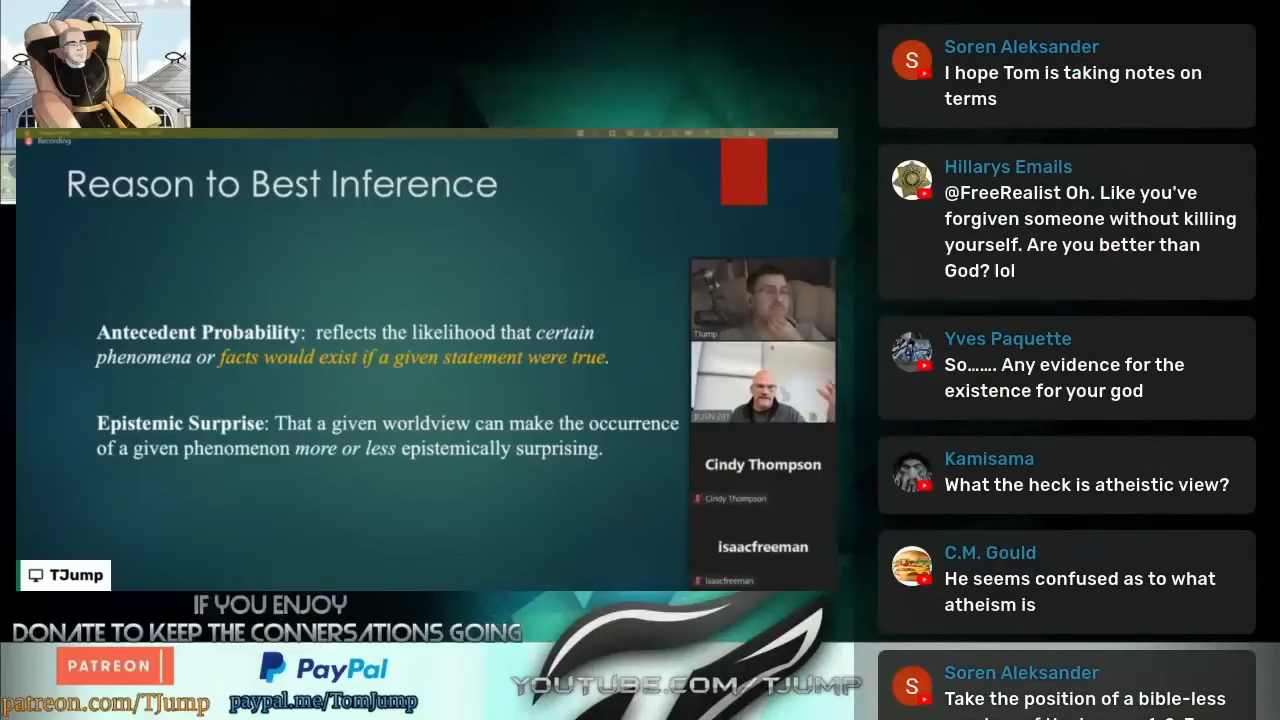 Recording
Reason to Best Inference
Antecedent Probability: reflects the likelihood that certain
phenomena or facts would exist if a given statement were true.
Epistemic Surprise: That a given worldview can make the occurrence
of a given phenomenon more or less epistemically surprising.
TJump
BUSN 291
Cindy Thompson
Cindy Thompson
isaacfreeman
isaacfreeman
TJump
IF YOU ENJOY
DONATE TO KEEP THE CONVERSATIONS GOING
PATREON
PayPal
patreon.com/TJump
paypal.me/TomJump
YOUTUBE.COM/TJUMP
S
Soren Aleksander
I hope Tom is taking notes on
terms
Hillarys Emails
@FreeRealist Oh. Like you've
forgiven someone without killing
yourself. Are you better than
God? lol
Yves Paquette
So....... Any evidence for the
existence for your god
Kamisama
What the heck is atheistic view?
C.M. Gould
He seems confused as to what
atheism is
S
Soren Aleksander
Take the position of a bible-less